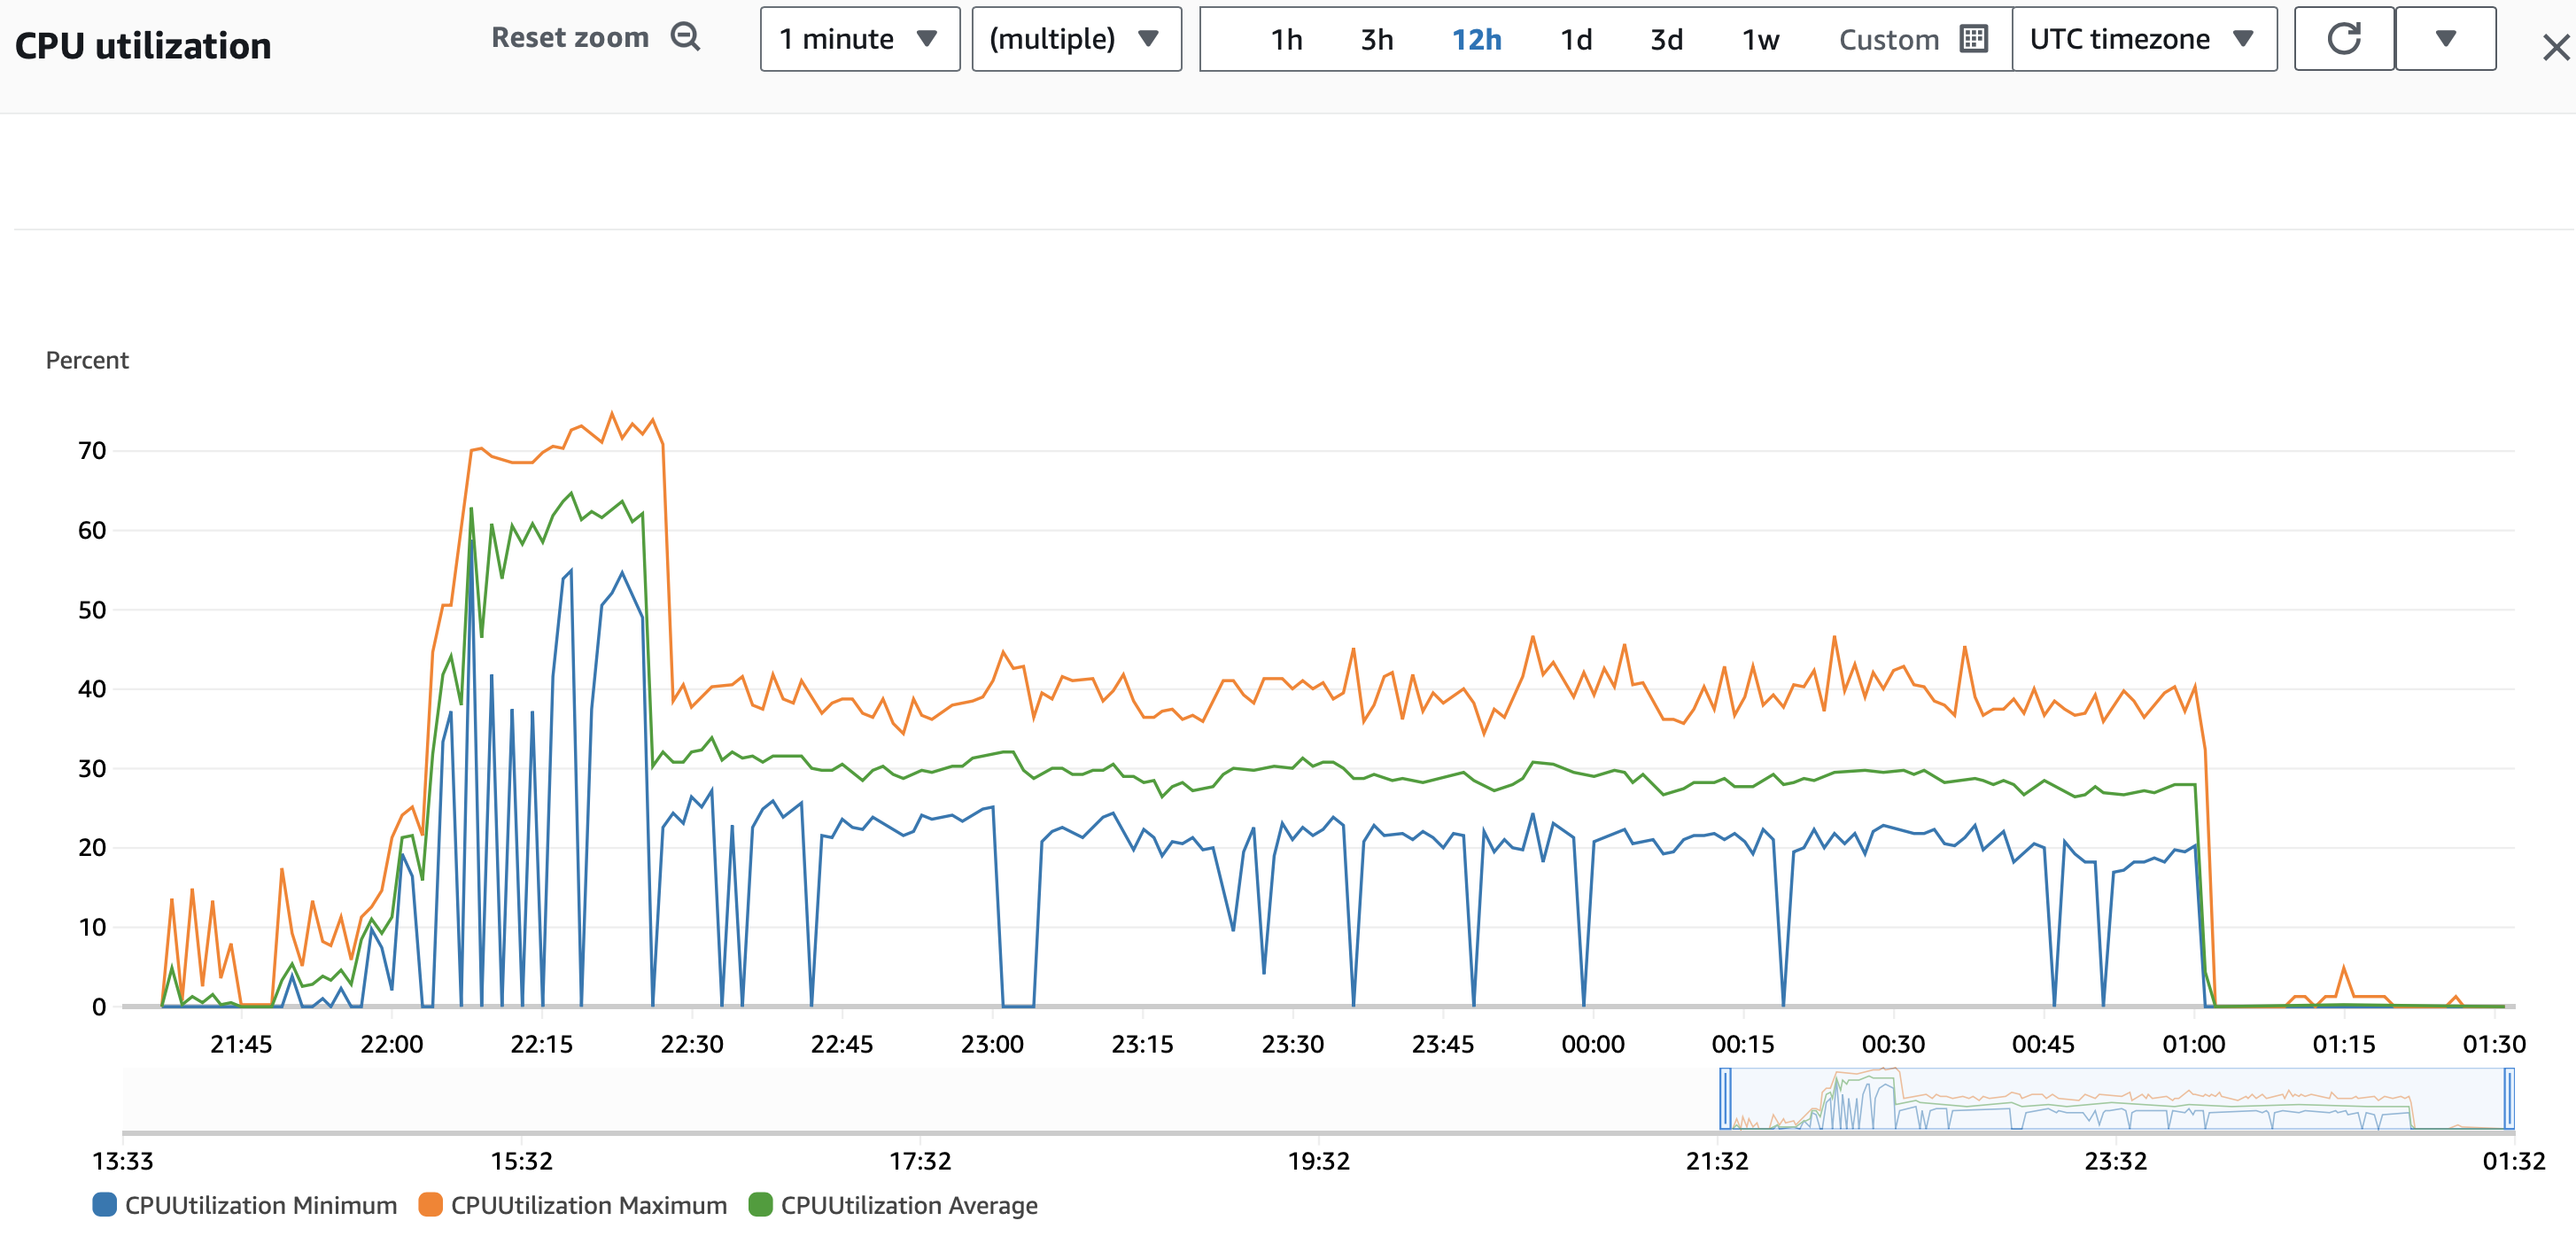 CPU utilization
Reset zoom
1 minute
(multiple)
1h 3h 12h 1d 3d 1w Custom
UTC timezone
Percent
70
60
50
40
30
20
10
0
21:45 22:00 22:15 22:30 22:45 23:00 23:15 23:30 23:45 00:00 00:15 00:30 00:45 01:00 01:15 01:30
13:33 15:32 17:32 19:32 21:32 23:32 01:32
CPUUtilization Minimum CPUUtilization Maximum CPUUtilization Average